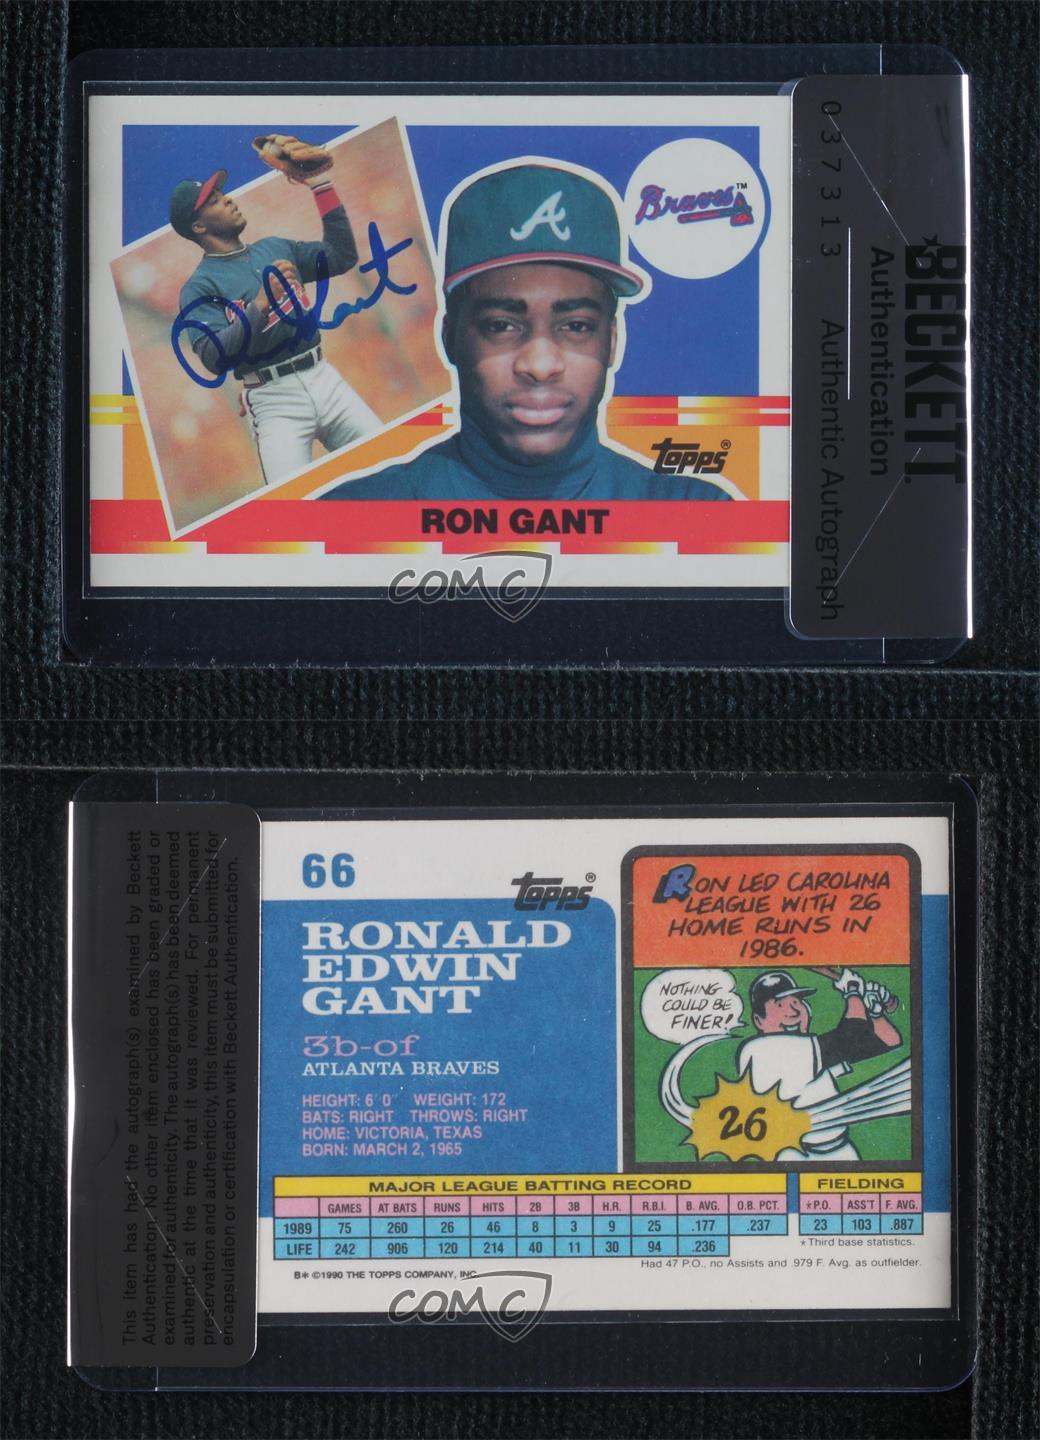 Braves™
Ron Gant
topps®
RON GANT
COMC
037313 Authentic Autograph
BECKETT
Authentication
66
topps®
RONALD
EDWIN
GANT
3b-of
ATLANTA BRAVES
HEIGHT: 6' 0" WEIGHT: 172
BATS: RIGHT THROWS: RIGHT
HOME: VICTORIA, TEXAS
BORN: MARCH 2, 1965
RON LED CAROLINA
LEAGUE WITH 26
HOME RUNS IN
1986.
NOTHING
COULD BE
FINER!
26
MAJOR LEAGUE BATTING RECORD
GAMES AT BATS RUNS HITS 2B 3B H.R. R.B.I. B. AVG. O.B. PCT.
1989 75 260 26 46 8 3 9 25 .177 .237
LIFE 242 906 120 214 40 11 30 94 .236
FIELDING
*P.O. ASS'T F. AVG.
23 103 .887
*Third base statistics.
Had 47 P.O., no Assists and .979 F. Avg. as outfielder.
B* ©1990 THE TOPPS COMPANY, INC.
COMC
This item has had the autograph(s) examined by Beckett
Authentication. No other item enclosed has been graded or
examined for authenticity. The autograph(s) has been deemed
authentic at the time that it was reviewed. For permanent
preservation and authenticity, this item must be submitted for
encapsulation or certification with Beckett Authentication.